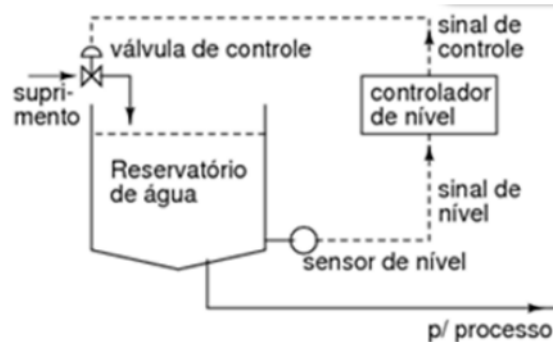 sinal de
controle
válvula de controle
supri-
mento
controlador
de nível
Reservatório
de água
sinal de
nível
sensor de nível
p/ processo